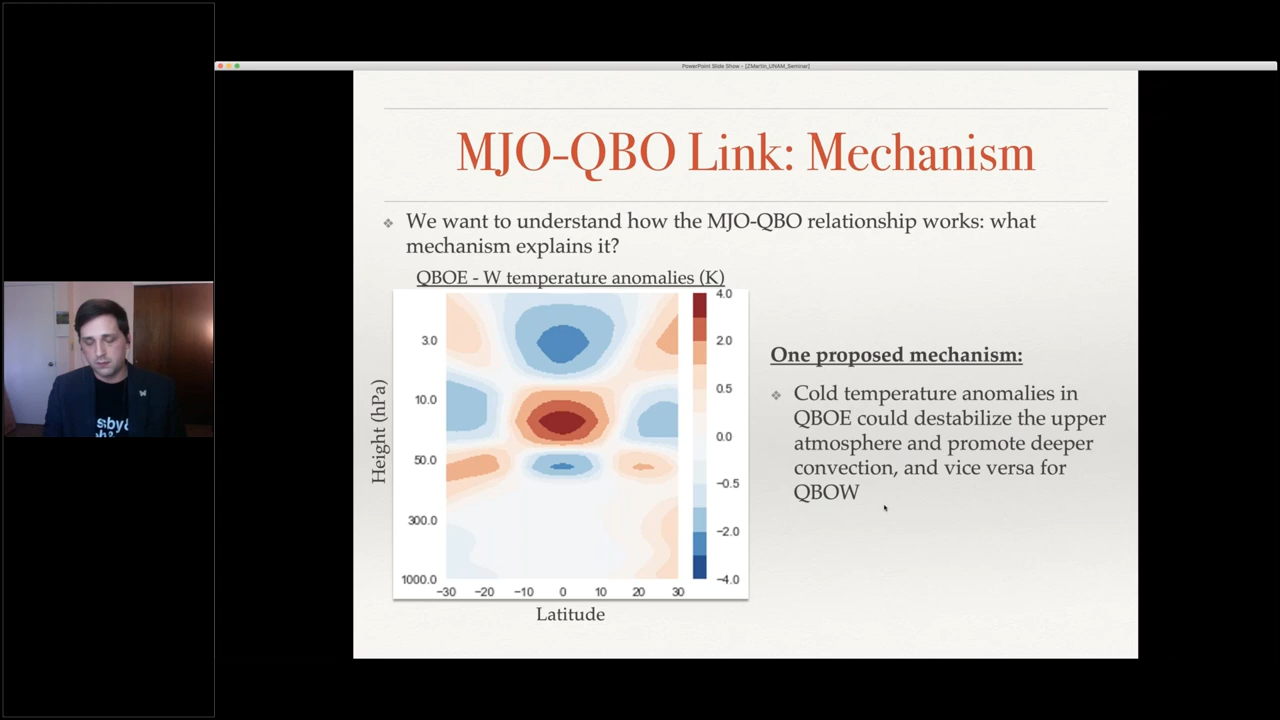 PowerPoint Slide Show - [ZMartin_UNAM_Seminar]
MJO-QBO Link: Mechanism
❖ We want to understand how the MJO-QBO relationship works: what
mechanism explains it?
QBOE - W temperature anomalies (K)
4.0
3.0
2.0
One proposed mechanism:
0.5
❖ Cold temperature anomalies in
10.0
QBOE could destabilize the upper
0.0
atmosphere and promote deeper
Height (hPa)
50.0
convection, and vice versa for
−0.5
QBOW
300.0
−2.0
1000.0
−4.0
−30 −20 −10 0 10 20 30
Latitude